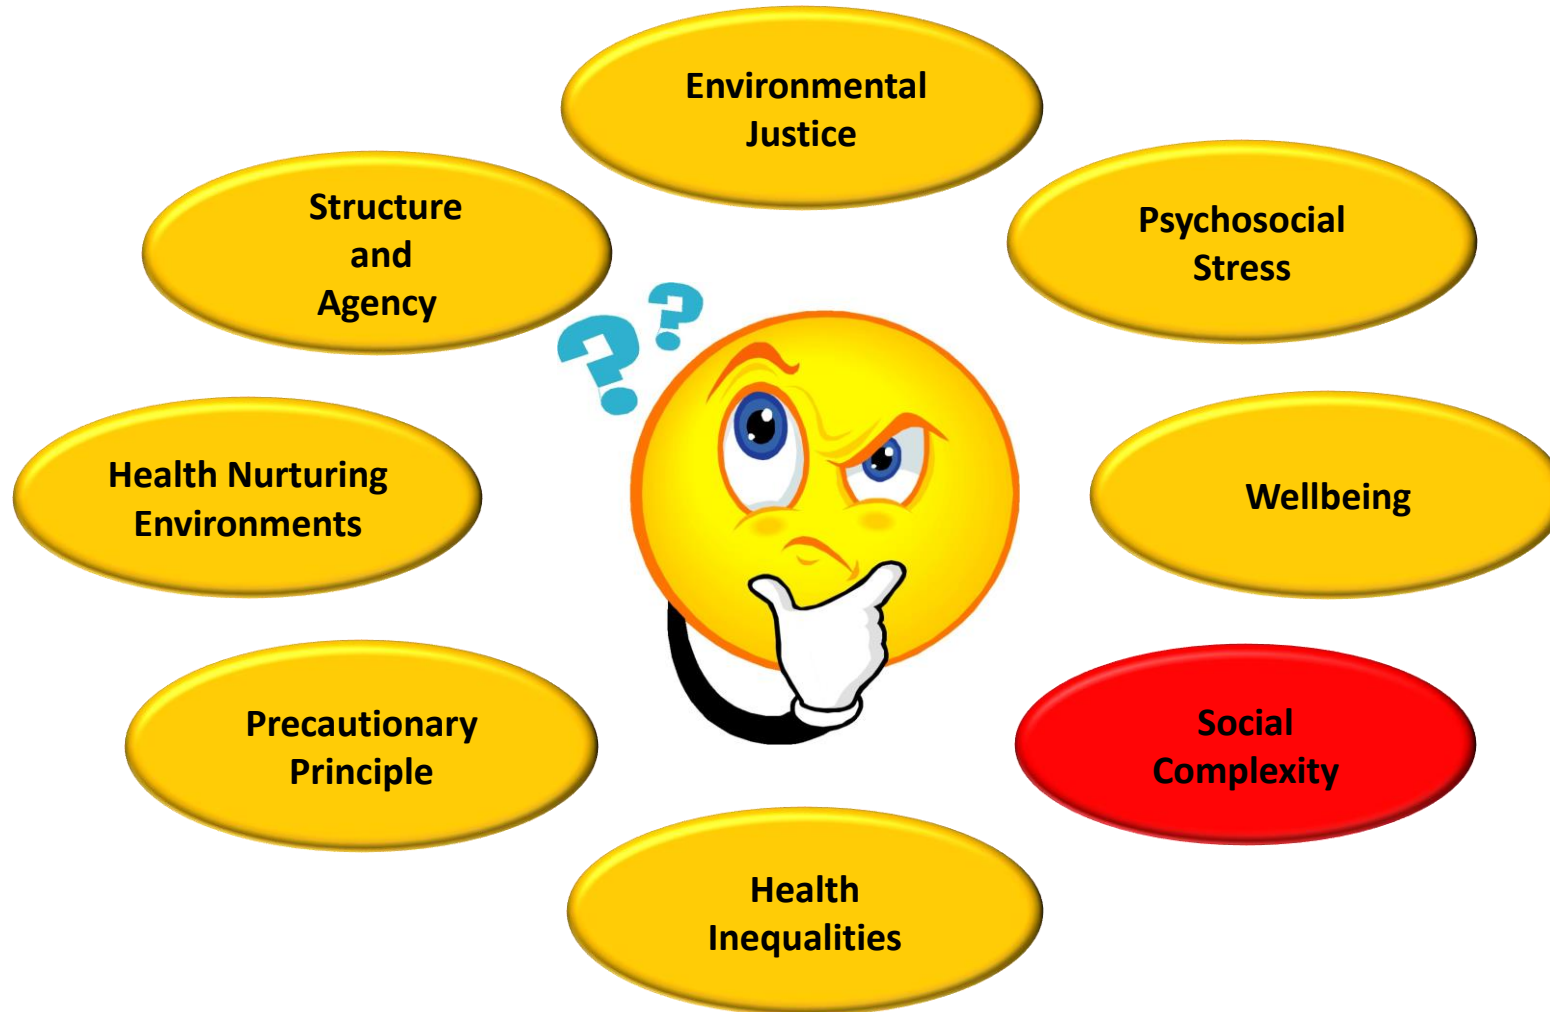 Environmental
Justice
Structure
and
Agency
Psychosocial
Stress
??
Health Nurturing
Environments
Wellbeing
Precautionary
Principle
Social
Complexity
Health
Inequalities